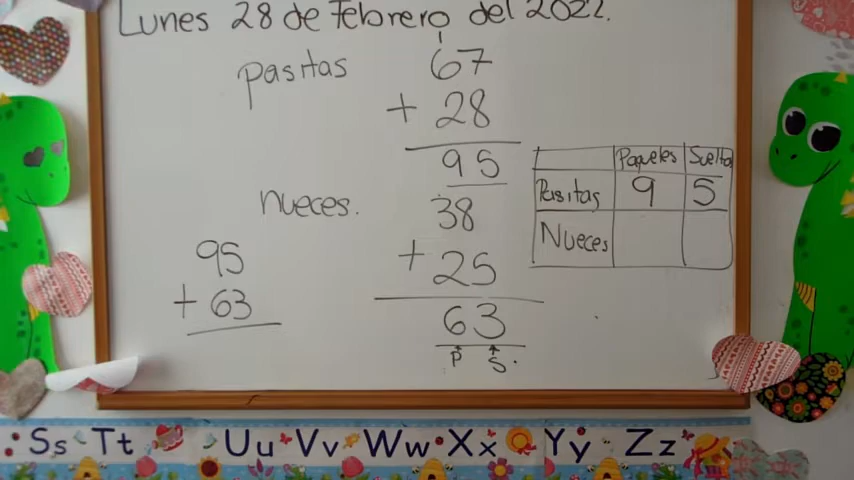 Lunes 28 de Febrero del 2022.
1
pasitas 67
+ 28
95
nueces. 38
+ 25
63
P S.
95
+ 63
Paquetes Suelta
Pasitas 9 5
Nueces
Ss Tt Uu Vv Ww Xx Yy Zz